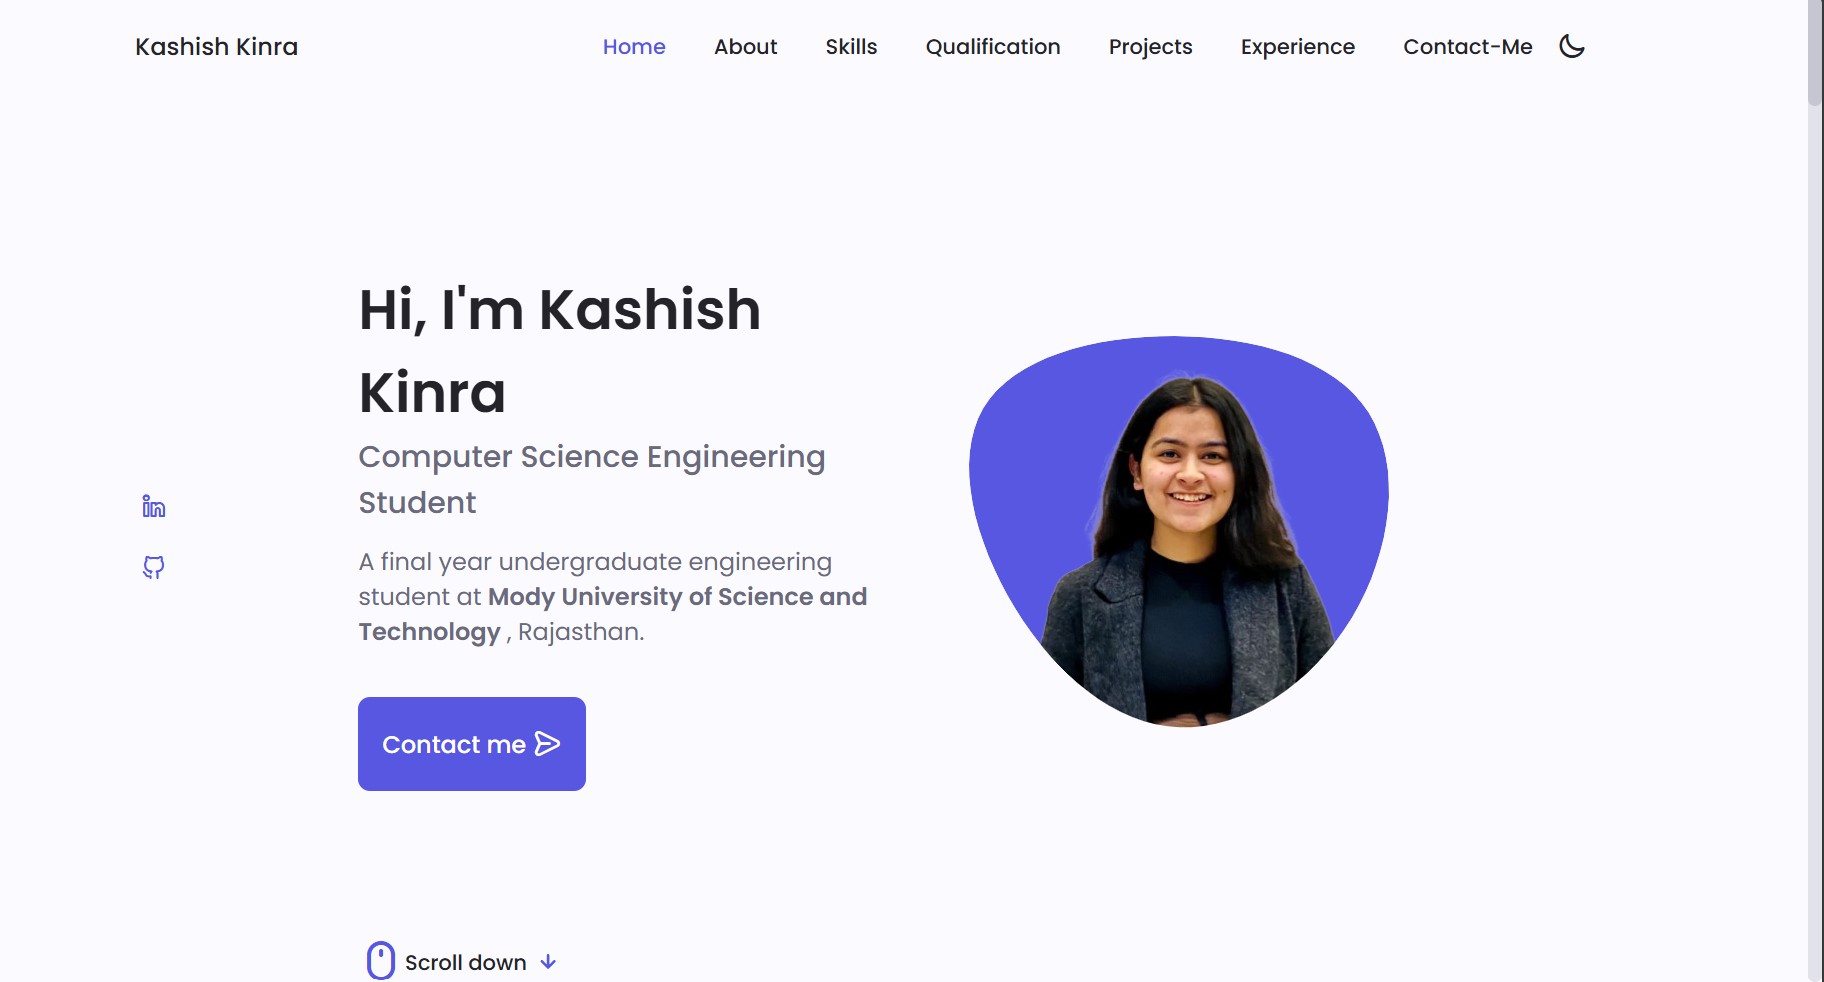 Kashish Kinra
Home About Skills Qualification Projects Experience Contact-Me
Hi, I'm Kashish
Kinra
Computer Science Engineering
Student
A final year undergraduate engineering
student at Mody University of Science and
Technology , Rajasthan.
Contact me
Scroll down